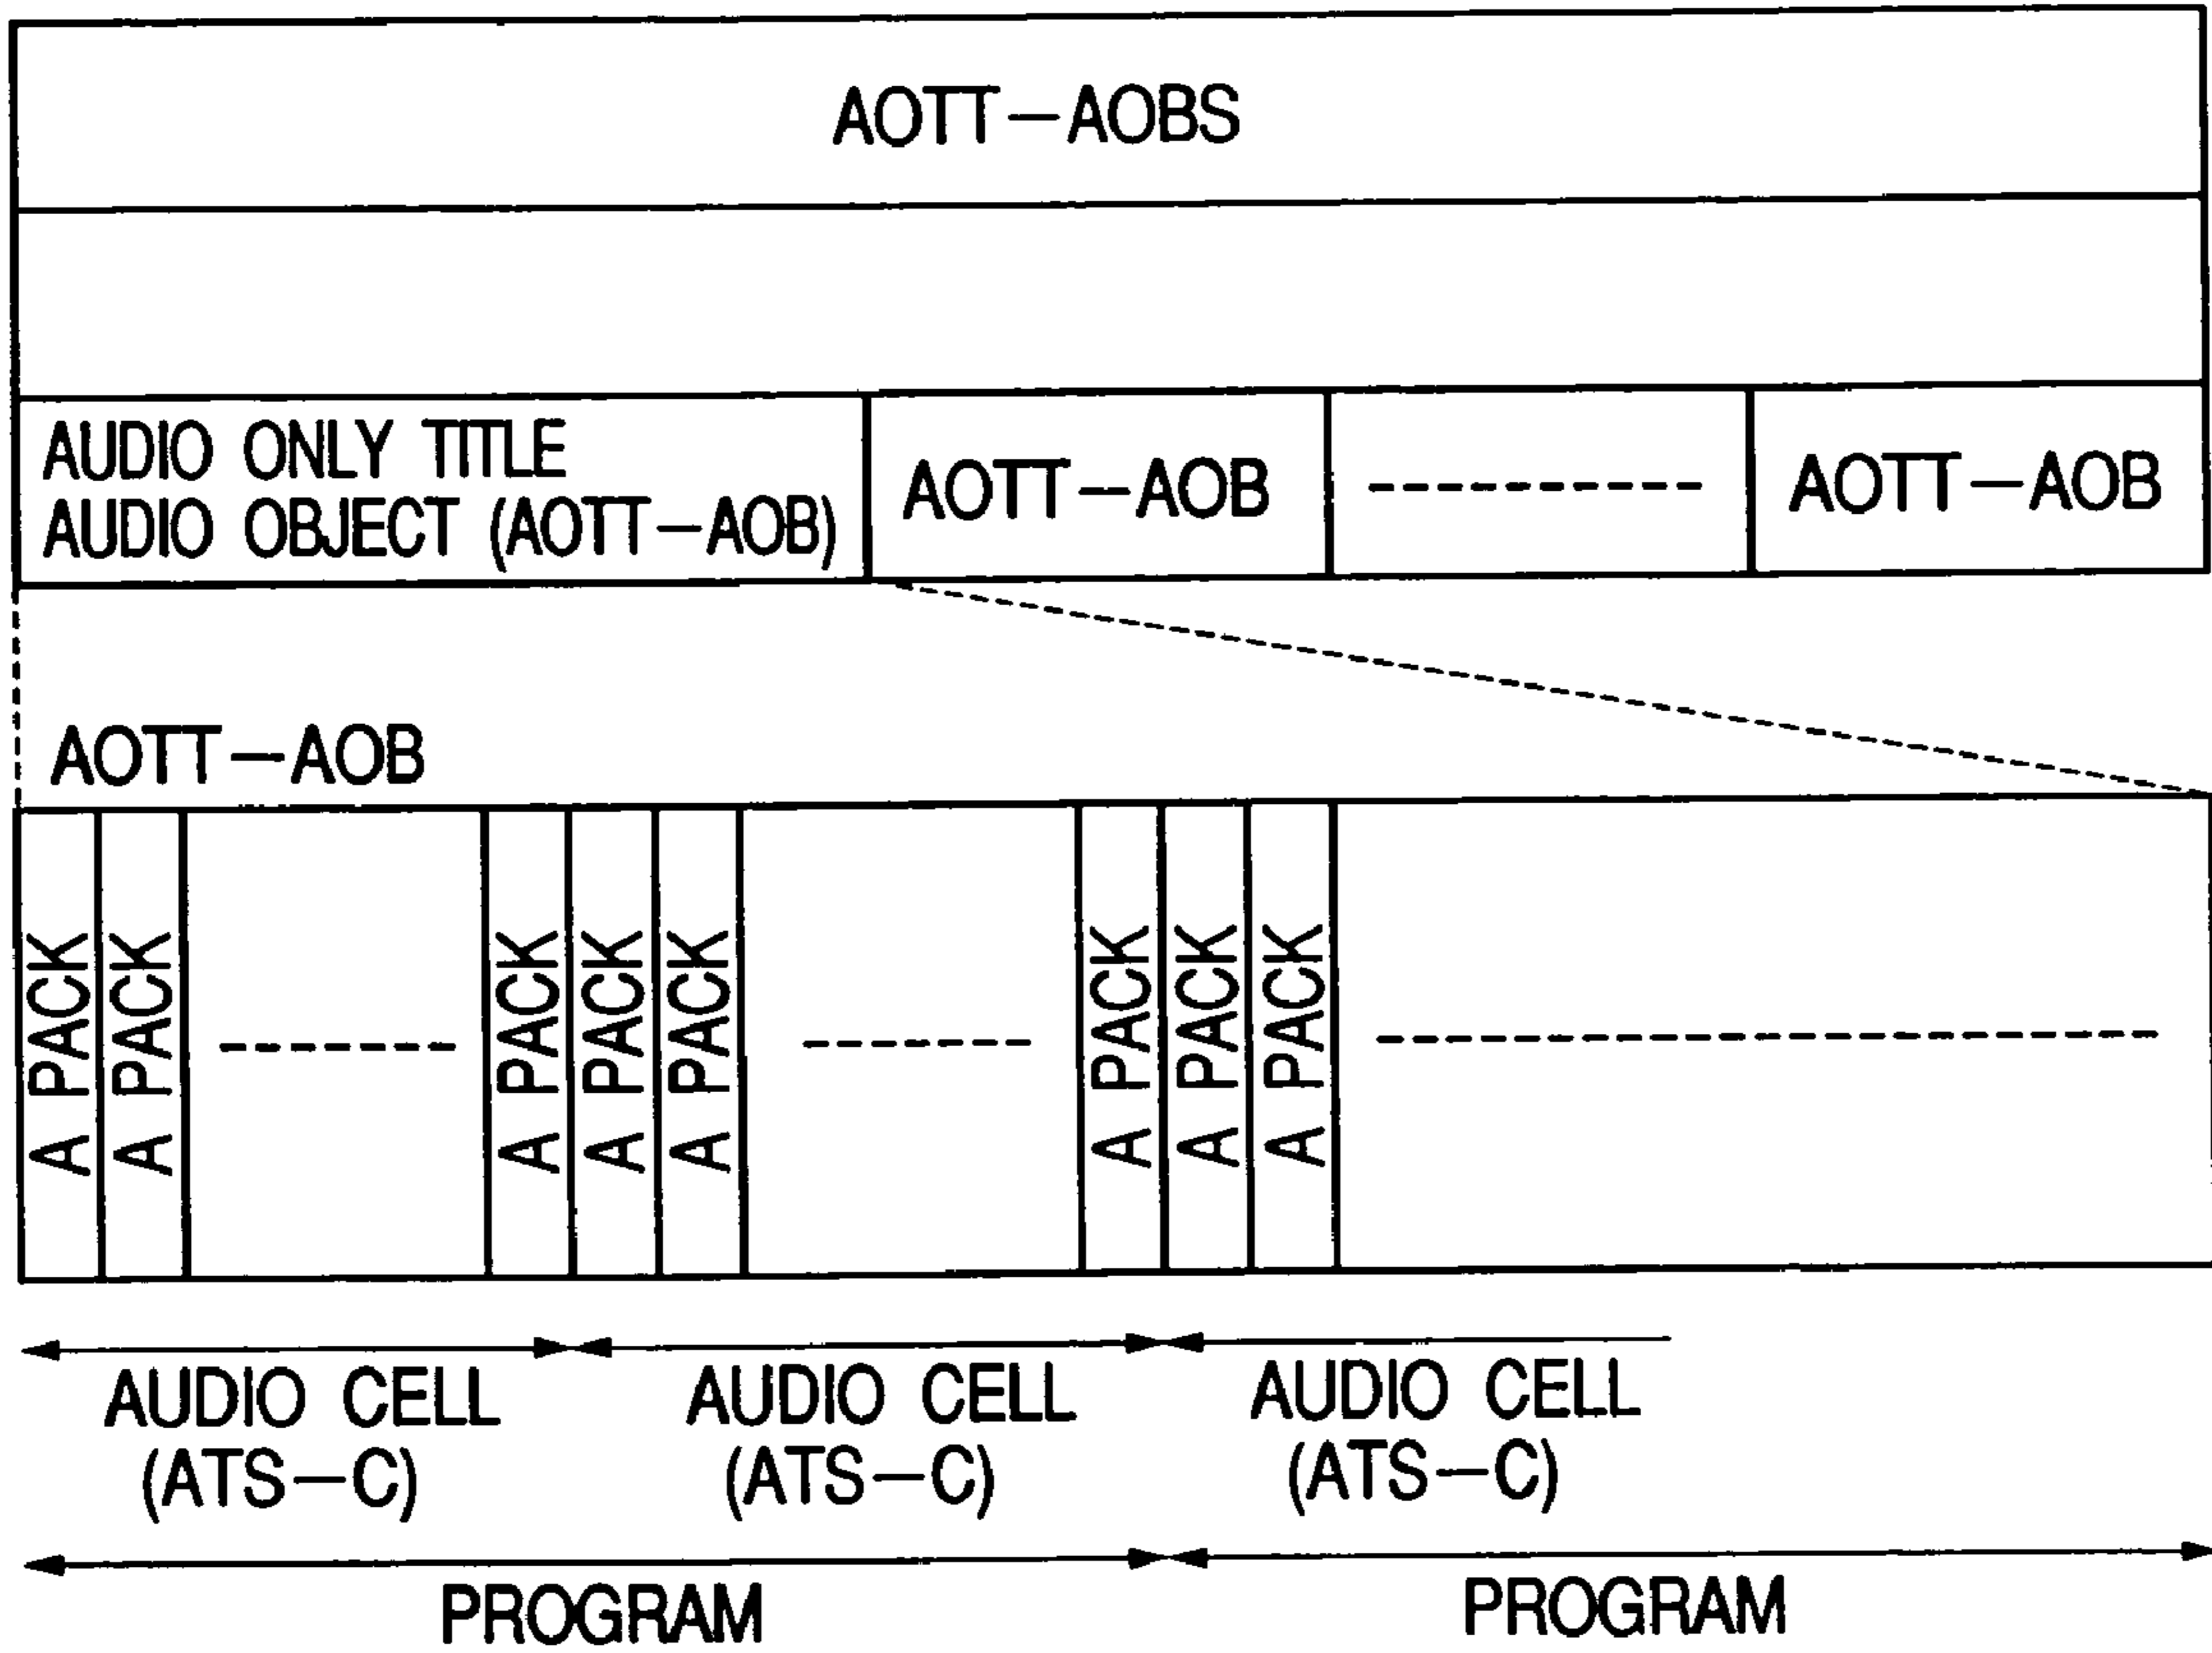 AOTT—AOBS
AUDIO ONLY TITLE
AUDIO OBJECT (AOTT—AOB)
AOTT—AOB
AOTT—AOB
AOTT—AOB
A PACK
A PACK
A PACK
A PACK
A PACK
A PACK
A PACK
A PACK
AUDIO CELL
(ATS—C)
AUDIO CELL
(ATS—C)
AUDIO CELL
(ATS—C)
PROGRAM
PROGRAM